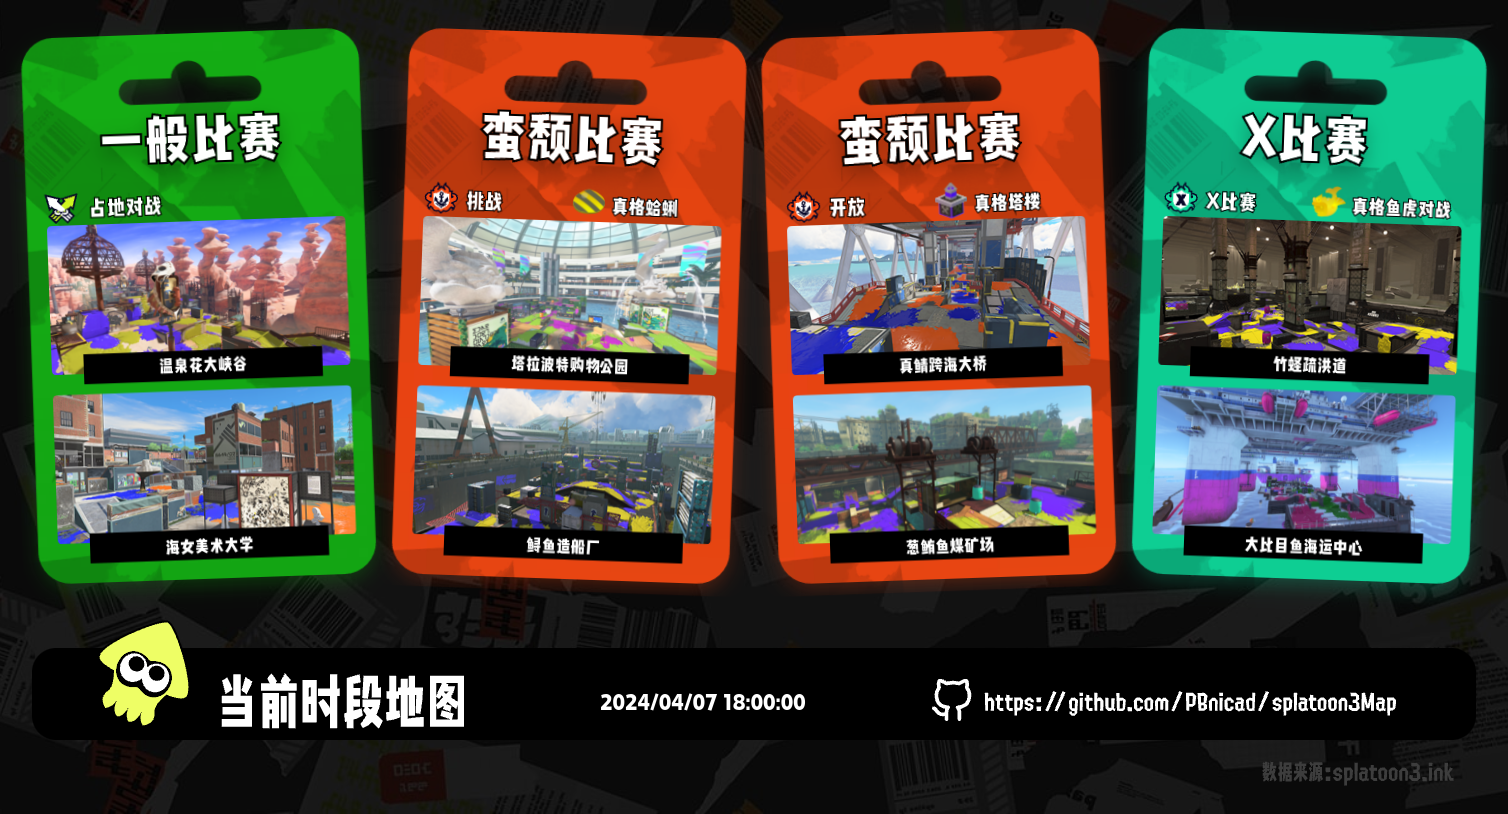 一般比赛
占地对战
温泉花大峡谷
海女美术大学
蛮颓比赛
挑战
真格蛤蜊
塔拉波特购物公园
鲟鱼造船厂
蛮颓比赛
开放
真格塔楼
真鲷跨海大桥
葱鲔鱼煤矿场
X比赛
X比赛
真格鱼虎对战
竹蛏疏洪道
大比目鱼海运中心
当前时段地图
2024/04/07 18:00:00
https://github.com/PBnicad/splatoon3Map
数据来源:splatoon3.ink